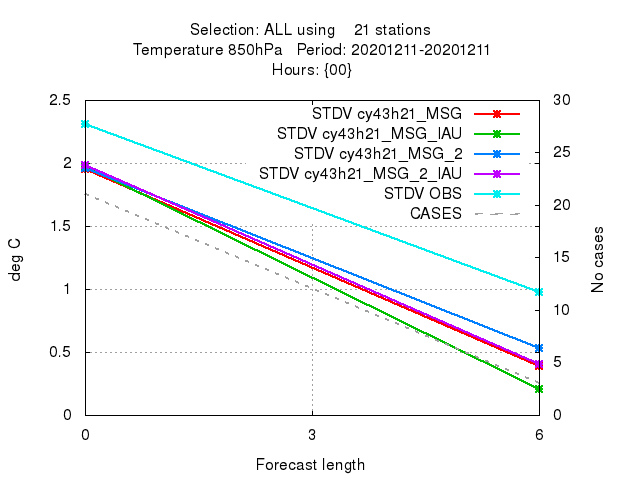 Selection: ALL using    21 stations
Temperature 850hPa   Period: 20201211-20201211
Hours: {00}
2.5
2
1.5
1
0.5
0
deg C
STDV cy43h21_MSG
STDV cy43h21_MSG_IAU
STDV cy43h21_MSG_2
STDV cy43h21_MSG_2_IAU
STDV OBS
CASES
30
25
20
15
10
5
0
No cases
0 3 6
Forecast length